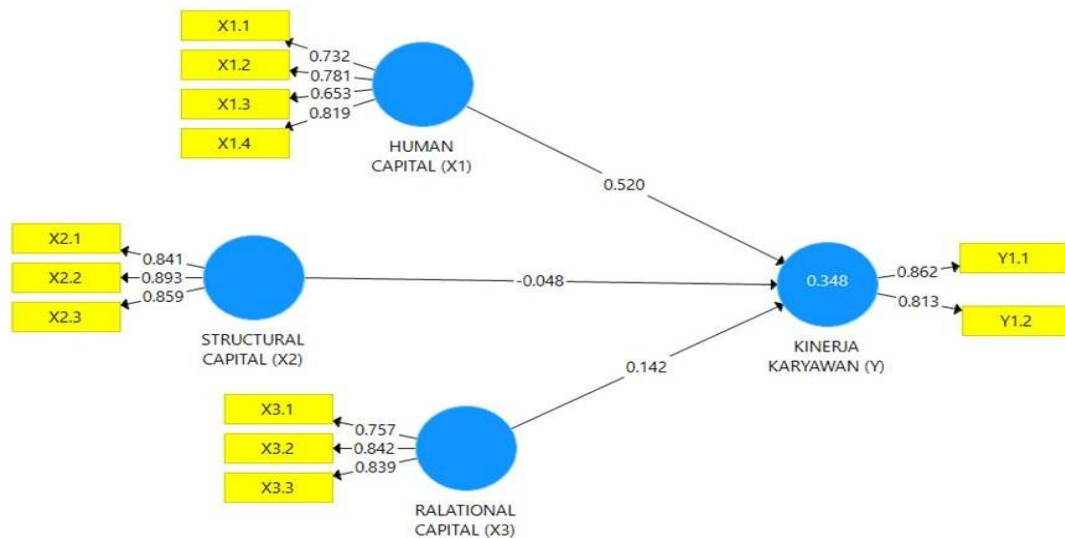 X1.1
X1.2
X1.3
X1.4
0.732
0.781
0.653
0.819
HUMAN
CAPITAL (X1)
0.520
X2.1
X2.2
X2.3
0.841
0.893
0.859
STRUCTURAL
CAPITAL (X2)
-0.048
X3.1
X3.2
X3.3
0.757
0.842
0.839
RALATIONAL
CAPITAL (X3)
0.142
0.348
KINERJA
KARYAWAN (Y)
0.862
0.813
Y1.1
Y1.2